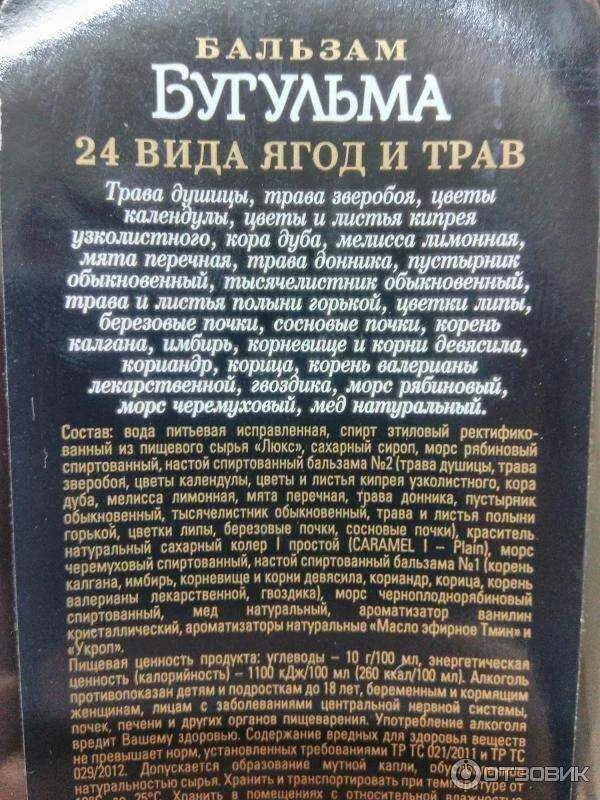 БАЛЬЗАМ
БУГУЛЬМА
24 ВИДА ЯГОД И ТРАВ
Трава душицы, трава зверобоя, цветы
календулы, цветы и листья кипрея
узколистного, кора дуба, мелисса лимонная,
мята перечная, трава донника, пустырник
обыкновенный, тысячелистник обыкновенный,
трава и листья полыни горькой, цветки липы,
березовые почки, сосновые почки, корень
калгана, имбирь, корневище и корни девясила,
кориандр, корица, корень валерианы
лекарственной, гвоздика, морс рябиновый,
морс черемуховый, мед натуральный.
Состав: вода питьевая исправленная, спирт этиловый ректифико-
ванный из пищевого сырья «Люкс», сахарный сироп, морс рябиновый
спиртованный, настой спиртованный бальзама №2 (трава душицы, трава
зверобоя, цветы календулы, цветы и листья кипрея узколистного, кора
дуба, мелисса лимонная, мята перечная, трава донника, пустырник
обыкновенный, тысячелистник обыкновенный, трава и листья полыни
горькой, цветки липы, березовые почки, сосновые почки), краситель
натуральный сахарный колер I простой (CARAMEL I – Plain), морс
черемуховый спиртованный, настой спиртованный бальзама №1 (корень
калгана, имбирь, корневище и корни девясила, кориандр, корица, корень
валерианы лекарственной, гвоздика), морс черноплоднорябиновый
спиртованный, мед натуральный, ароматизатор ванилин
кристаллический, ароматизаторы натуральные «Масло эфирное Тмин» и
«Укроп».
Пищевая ценность продукта: углеводы – 10 г/100 мл, энергетическая
ценность (калорийность) – 1100 кДж/100 мл (260 ккал/100 мл). Алкоголь
противопоказан детям и подросткам до 18 лет, беременным и кормящим
женщинам, лицам с заболеваниями центральной нервной системы,
почек, печени и других органов пищеварения. Употребление алкоголя
вредит Вашему здоровью. Содержание вредных для здоровья веществ
не превышает норм, установленных требованиями ТР ТС 021/2011 и ТР ТС
029/2012. Допускается образование мутной капли,
натуральностью сырья. Хранить и транспортировать при температуре от
25°С. Хранить в помещениях с относительной влажностью
ОТЗОВИК